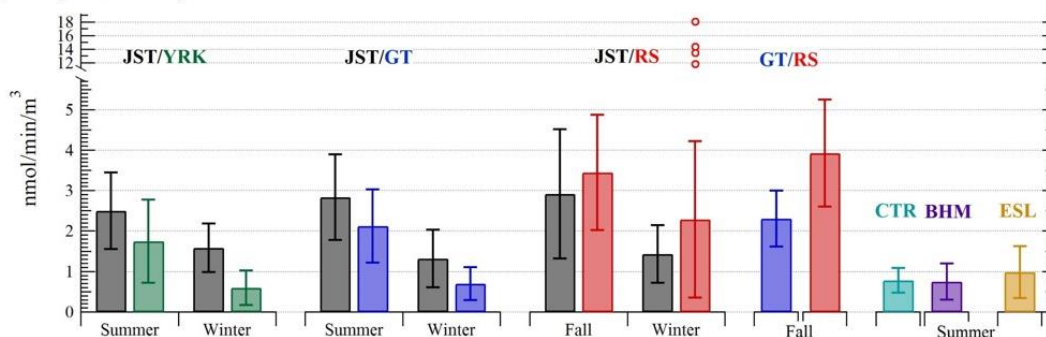 18
16
14
12
JST/YRK JST/GT JST/RS GT/RS
nmol/min/m³
5
4
3
2
1
0
CTR BHM ESL
Summer Winter Summer Winter Fall Winter Fall Summer